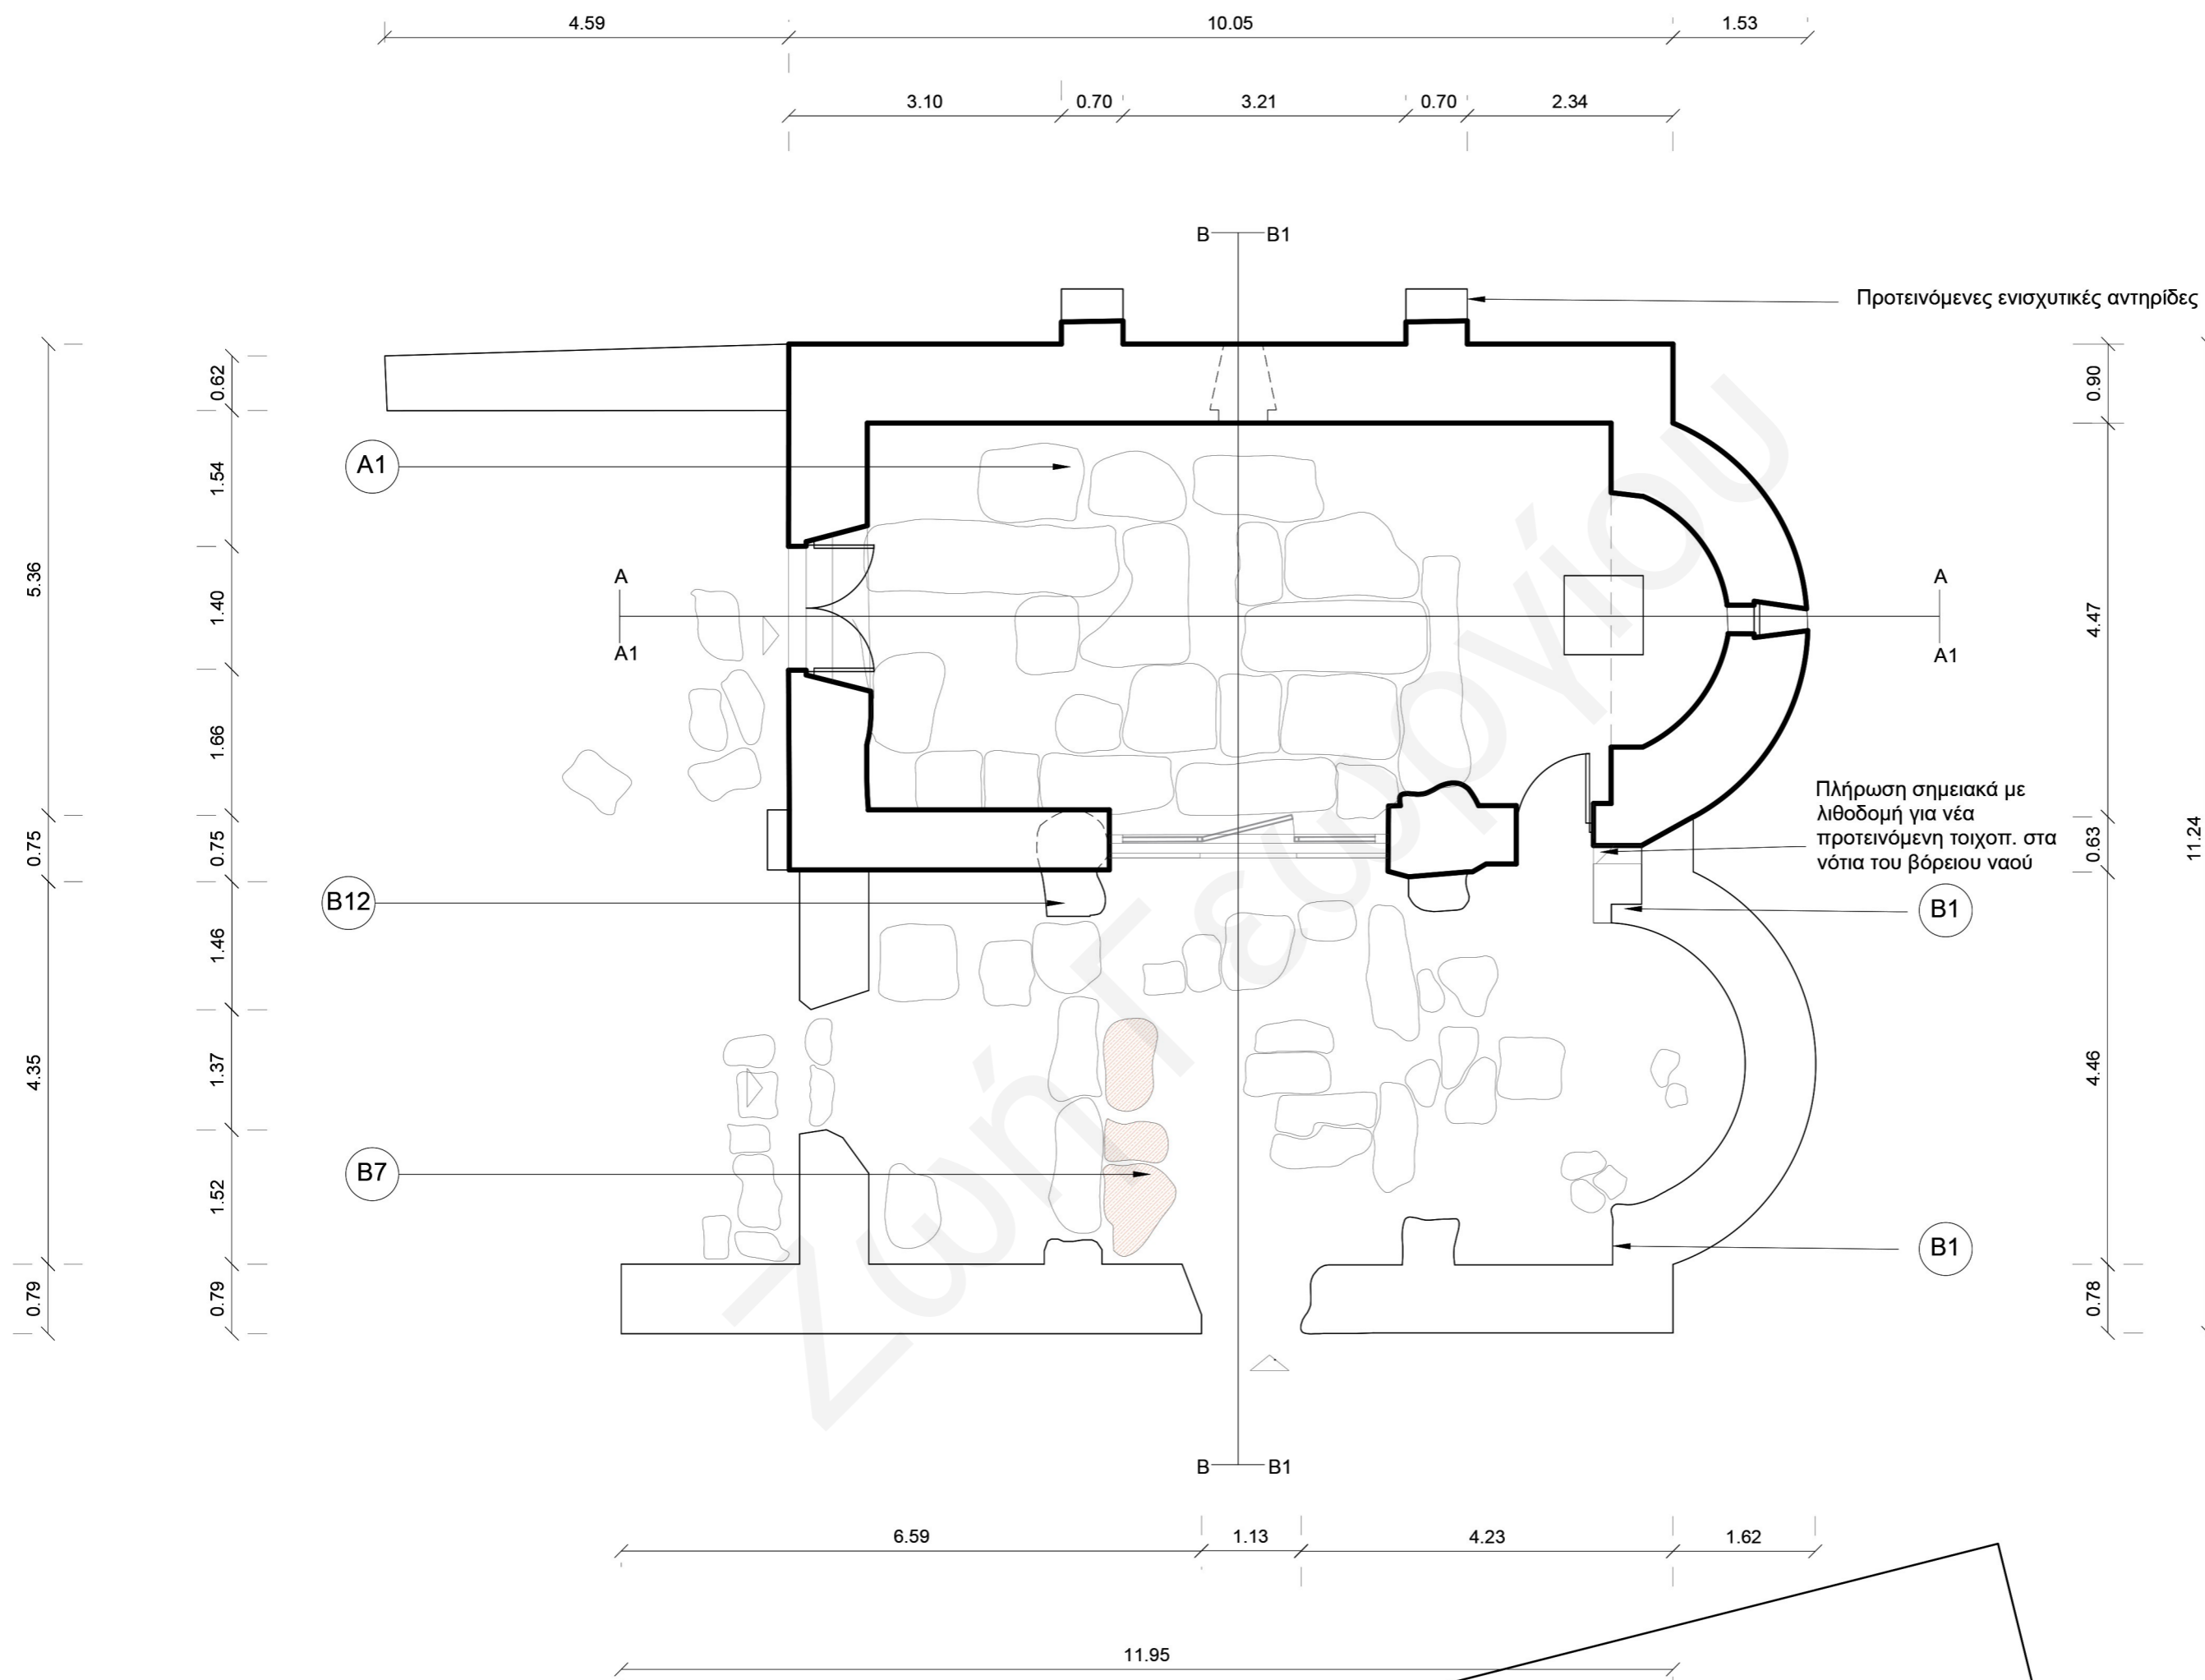 4.59 10.05 1.53
3.10 0.70 3.21 0.70 2.34
B B1
Προτεινόμενες ενισχυτικές αντηρίδες
0.62
0.90
A1
1.54
5.36
1.40
A A
4.47
A1 A1
1.66
Πλήρωση σημειακά με
λιθοδομή για νέα
προτεινόμενη τοιχοπ. στα
νότια του βόρειου ναού
0.75 0.75
0.63
11.24
B12
B1
1.46
4.35
1.37
4.46
B7
1.52
B1
0.79 0.79
0.78
B B1
6.59 1.13 4.23 1.62
11.95
Ζωή Γεωργίου